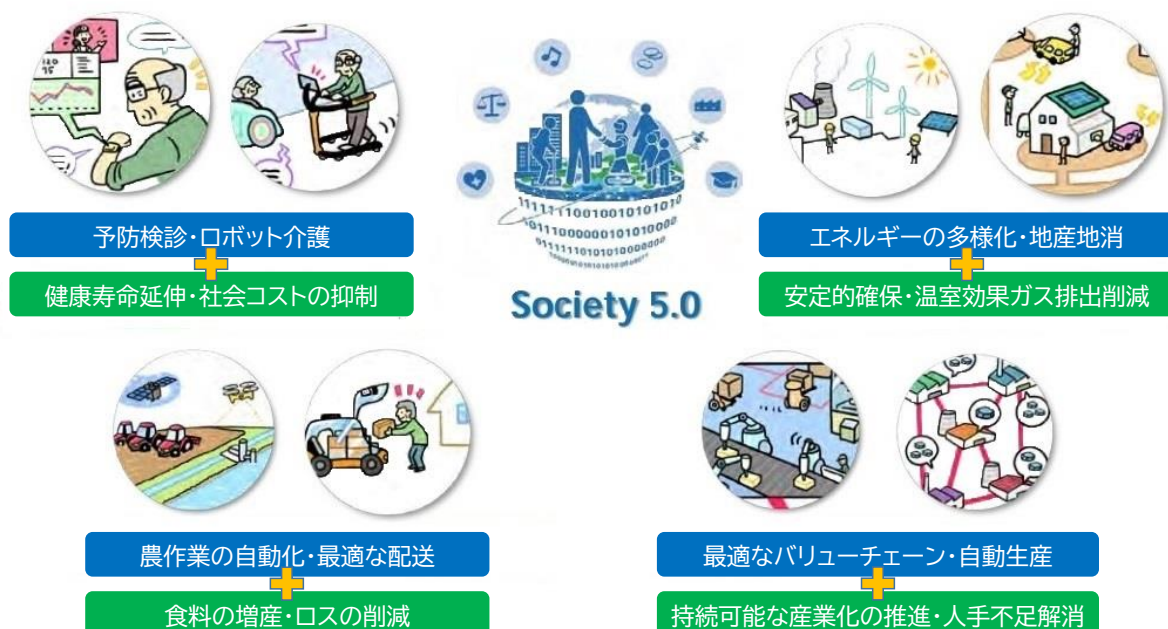 120
75
予防検診・ロボット介護
健康寿命延伸・社会コストの抑制
Society 5.0
エネルギーの多様化・地産地消
安定的確保・温室効果ガス排出削減
農作業の自動化・最適な配送
食料の増産・ロスの削減
最適なバリューチェーン・自動生産
持続可能な産業化の推進・人手不足解消